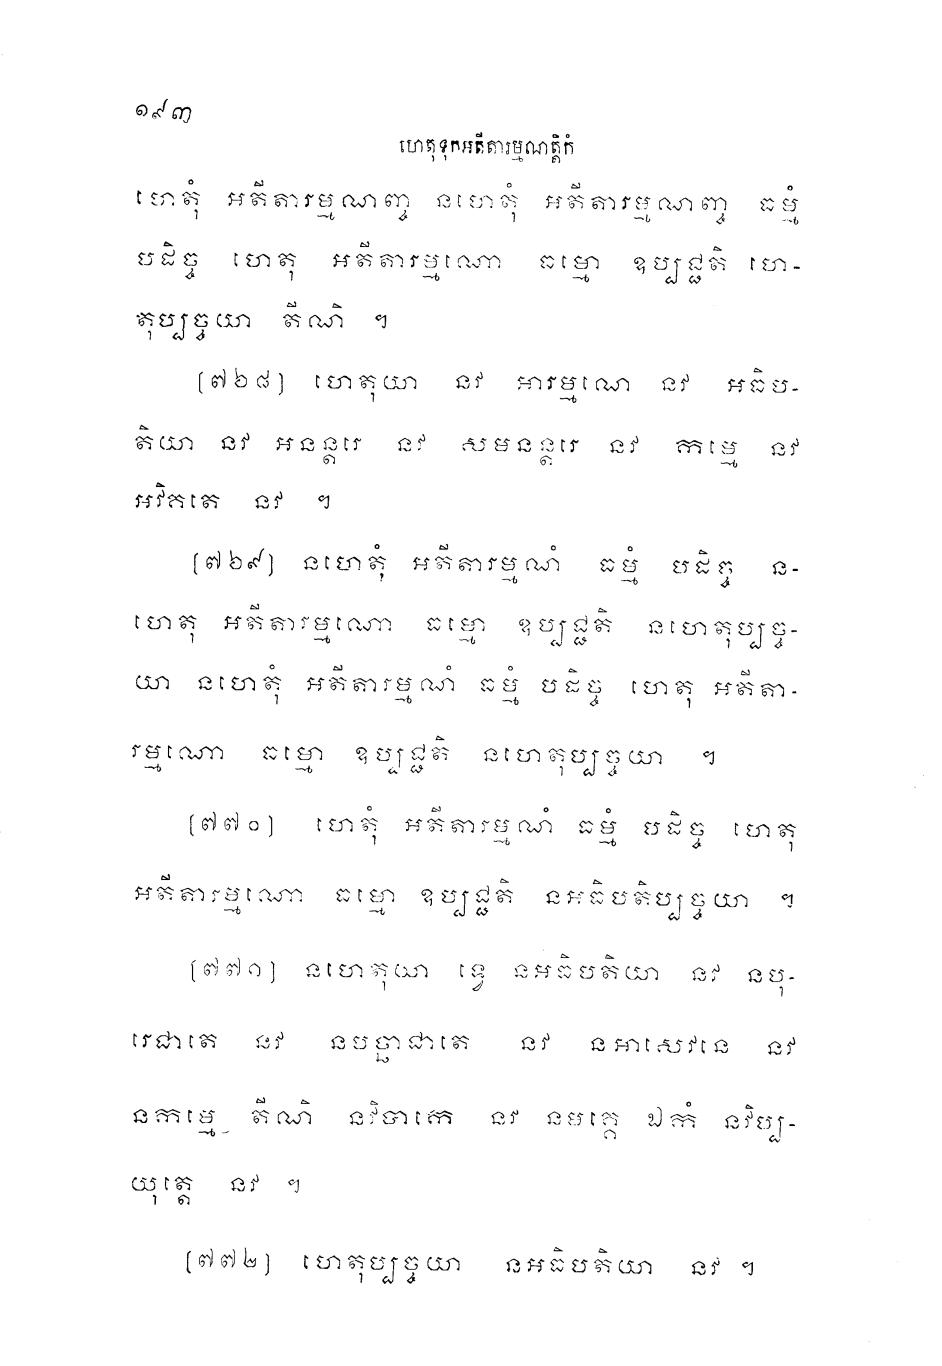 ១៩៣
ហេតុទុកអតីតារម្មណត្តិកំ
ហេតុំ អតីតារម្មណញ្ច នហេតុំ អតីតារម្មណញ្ច ធម្មំ
បដិច្ច ហេតុ អតីតារម្មណោ ធម្មោ ឧប្បជ្ជតិ ហេ-
តុប្បច្ចយា តីណិ ។
[៧៦៨] ហេតុយា នវ អារម្មណេ នវ អធិប-
តិយា នវ អនន្តរេ នវ សមនន្តរេ នវ កម្មេ នវ
អវិគតេ នវ ។
[៧៦៩] នហេតុំ អតីតារម្មណំ ធម្មំ បដិច្ច ន-
ហេតុ អតីតារម្មណោ ធម្មោ ឧប្បជ្ជតិ នហេតុប្បច្ច-
យា នហេតុំ អតីតារម្មណំ ធម្មំ បដិច្ច ហេតុ អតីតា-
រម្មណោ ធម្មោ ឧប្បជ្ជតិ នហេតុប្បច្ចយា ។
[៧៧០] ហេតុំ អតីតារម្មណំ ធម្មំ បដិច្ច ហេតុ
អតីតារម្មណោ ធម្មោ ឧប្បជ្ជតិ នអធិបតិប្បច្ចយា ។
[៧៧១] នហេតុយា ទ្វេ នអធិបតិយា នវ នបុ-
រេជាតេ នវ នបច្ឆាជាតេ នវ នអាសេវនេ នវ
នកម្មេ តីណិ នវិបាកេ នវ នមគ្គេ ឯកំ នវិប្ប-
យុត្តេ នវ ។
[៧៧២] ហេតុប្បច្ចយា នអធិបតិយា នវ ។